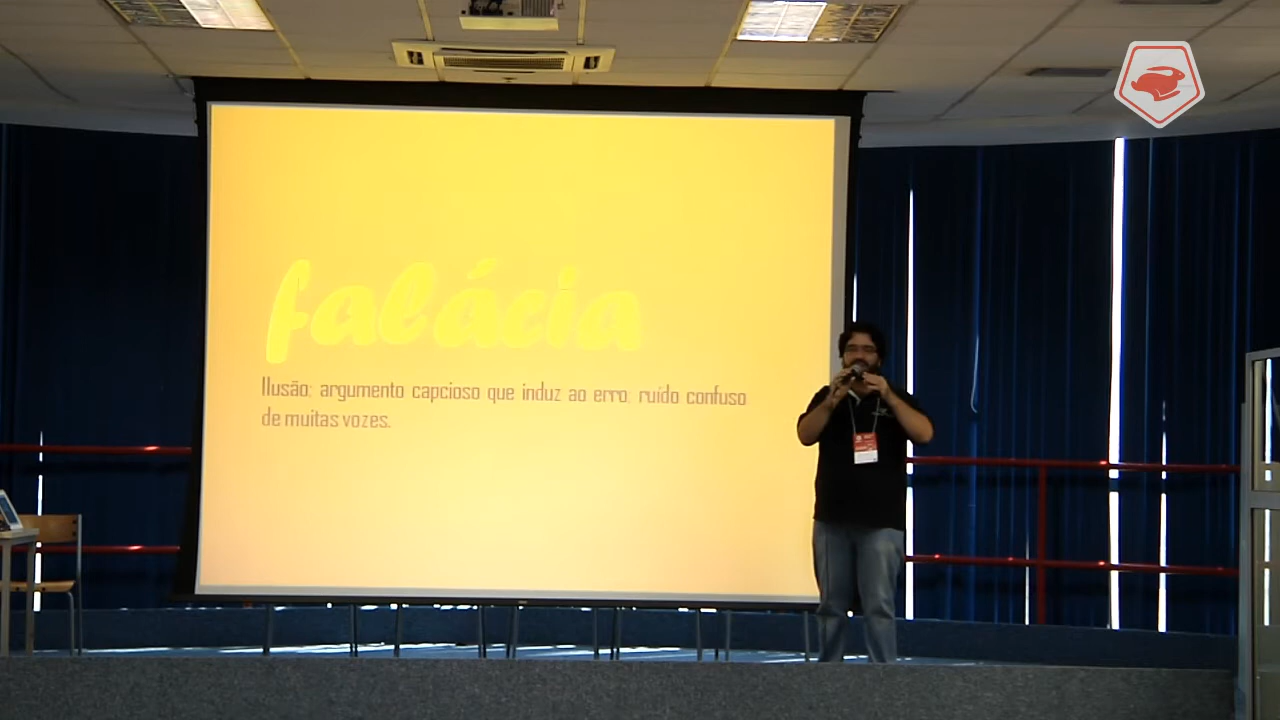 falácia
Ilusão; argumento capcioso que induz ao erro, ruído confuso
de muitas vozes.